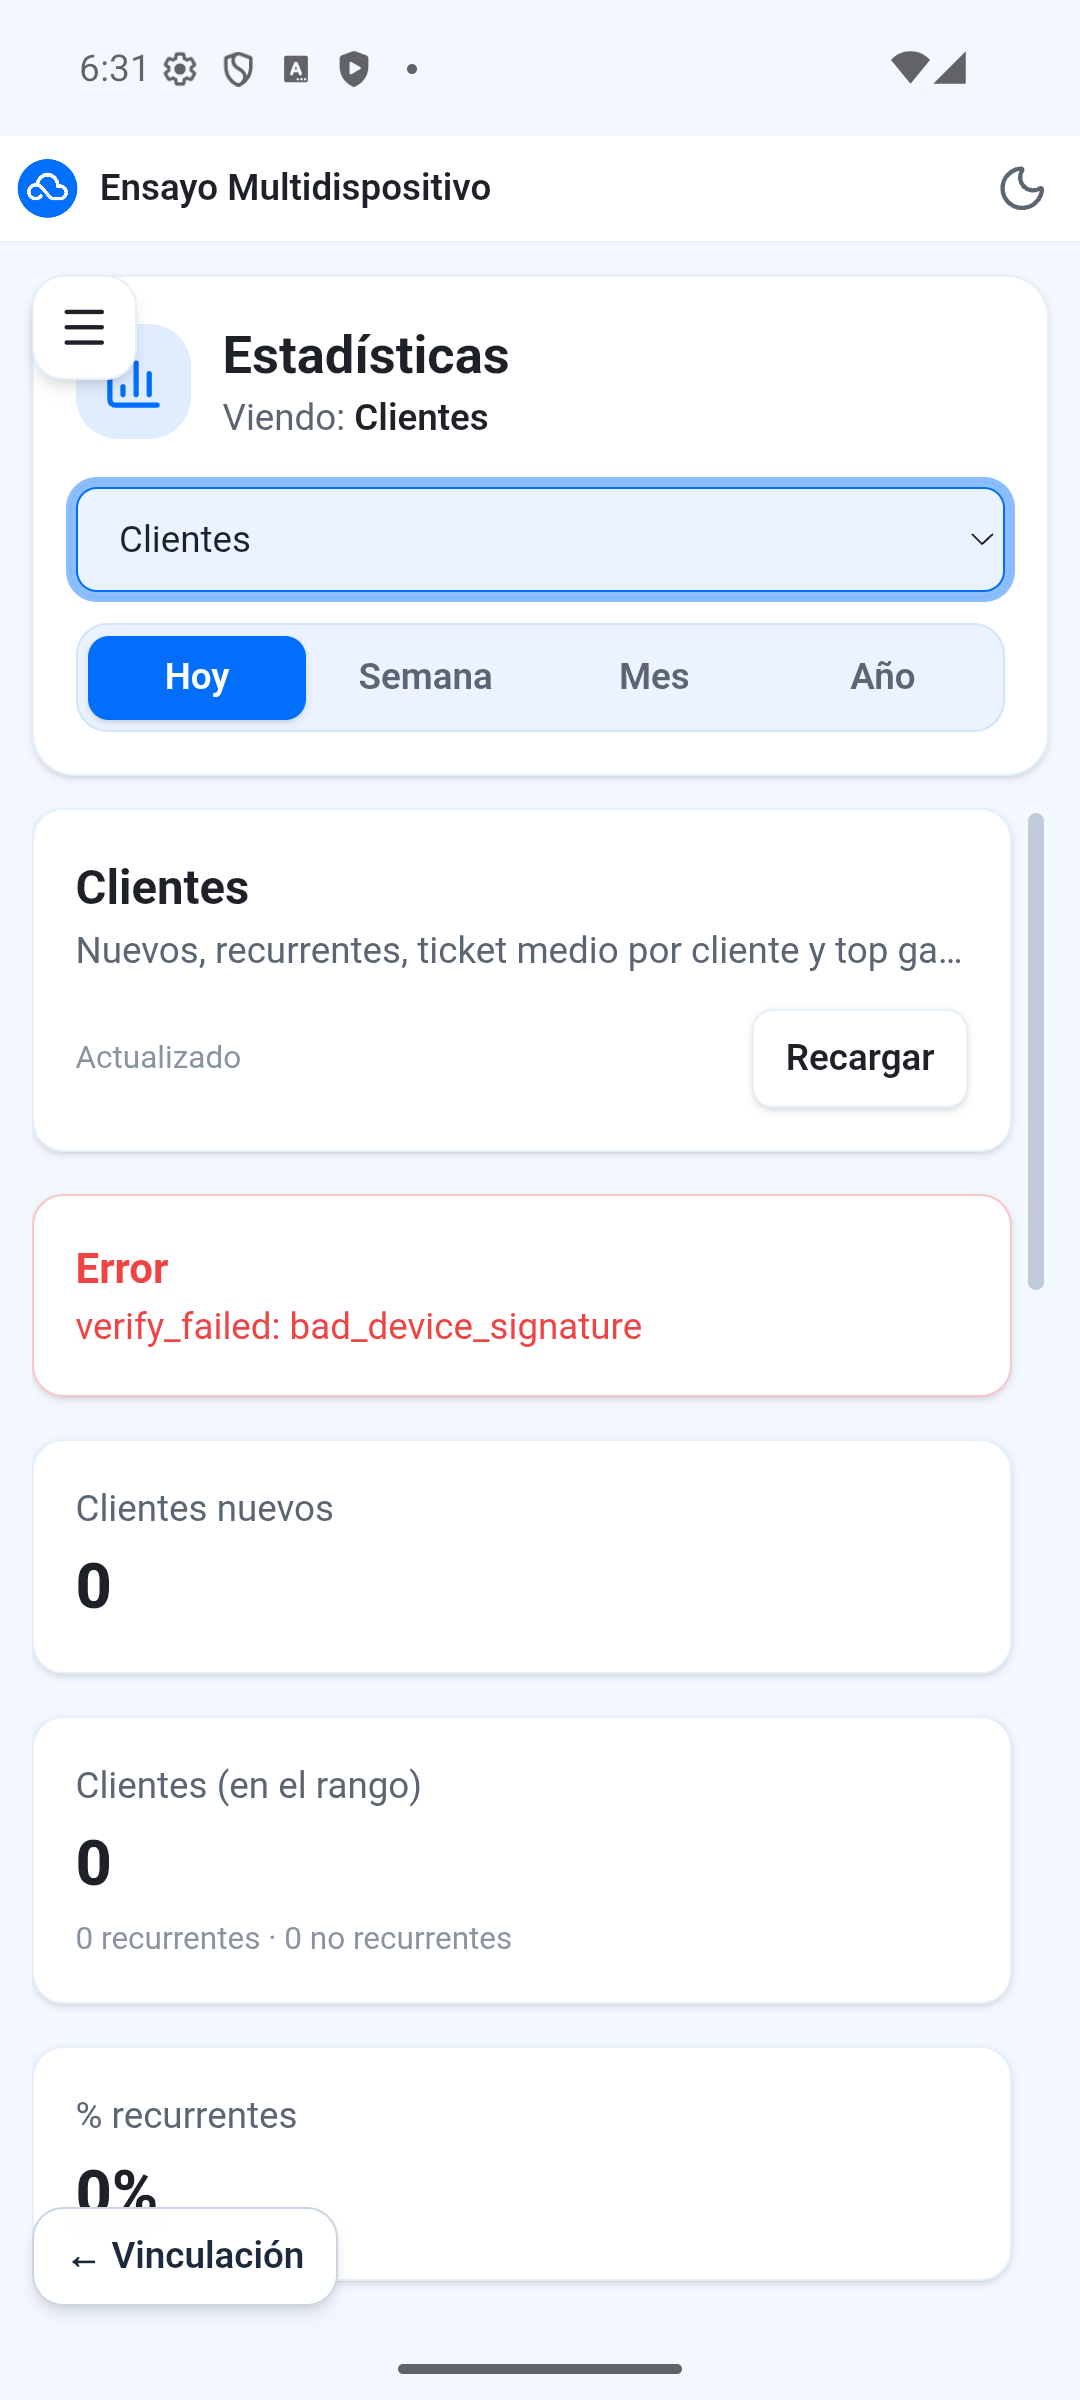 6:31
Ensayo Multidispositivo
Estadísticas
Viendo: Clientes
Clientes
Hoy Semana Mes Año
Clientes
Nuevos, recurrentes, ticket medio por cliente y top ga…
Actualizado
Recargar
Error
verify_failed: bad_device_signature
Clientes nuevos
0
Clientes (en el rango)
0
0 recurrentes · 0 no recurrentes
% recurrentes
0%
← Vinculación